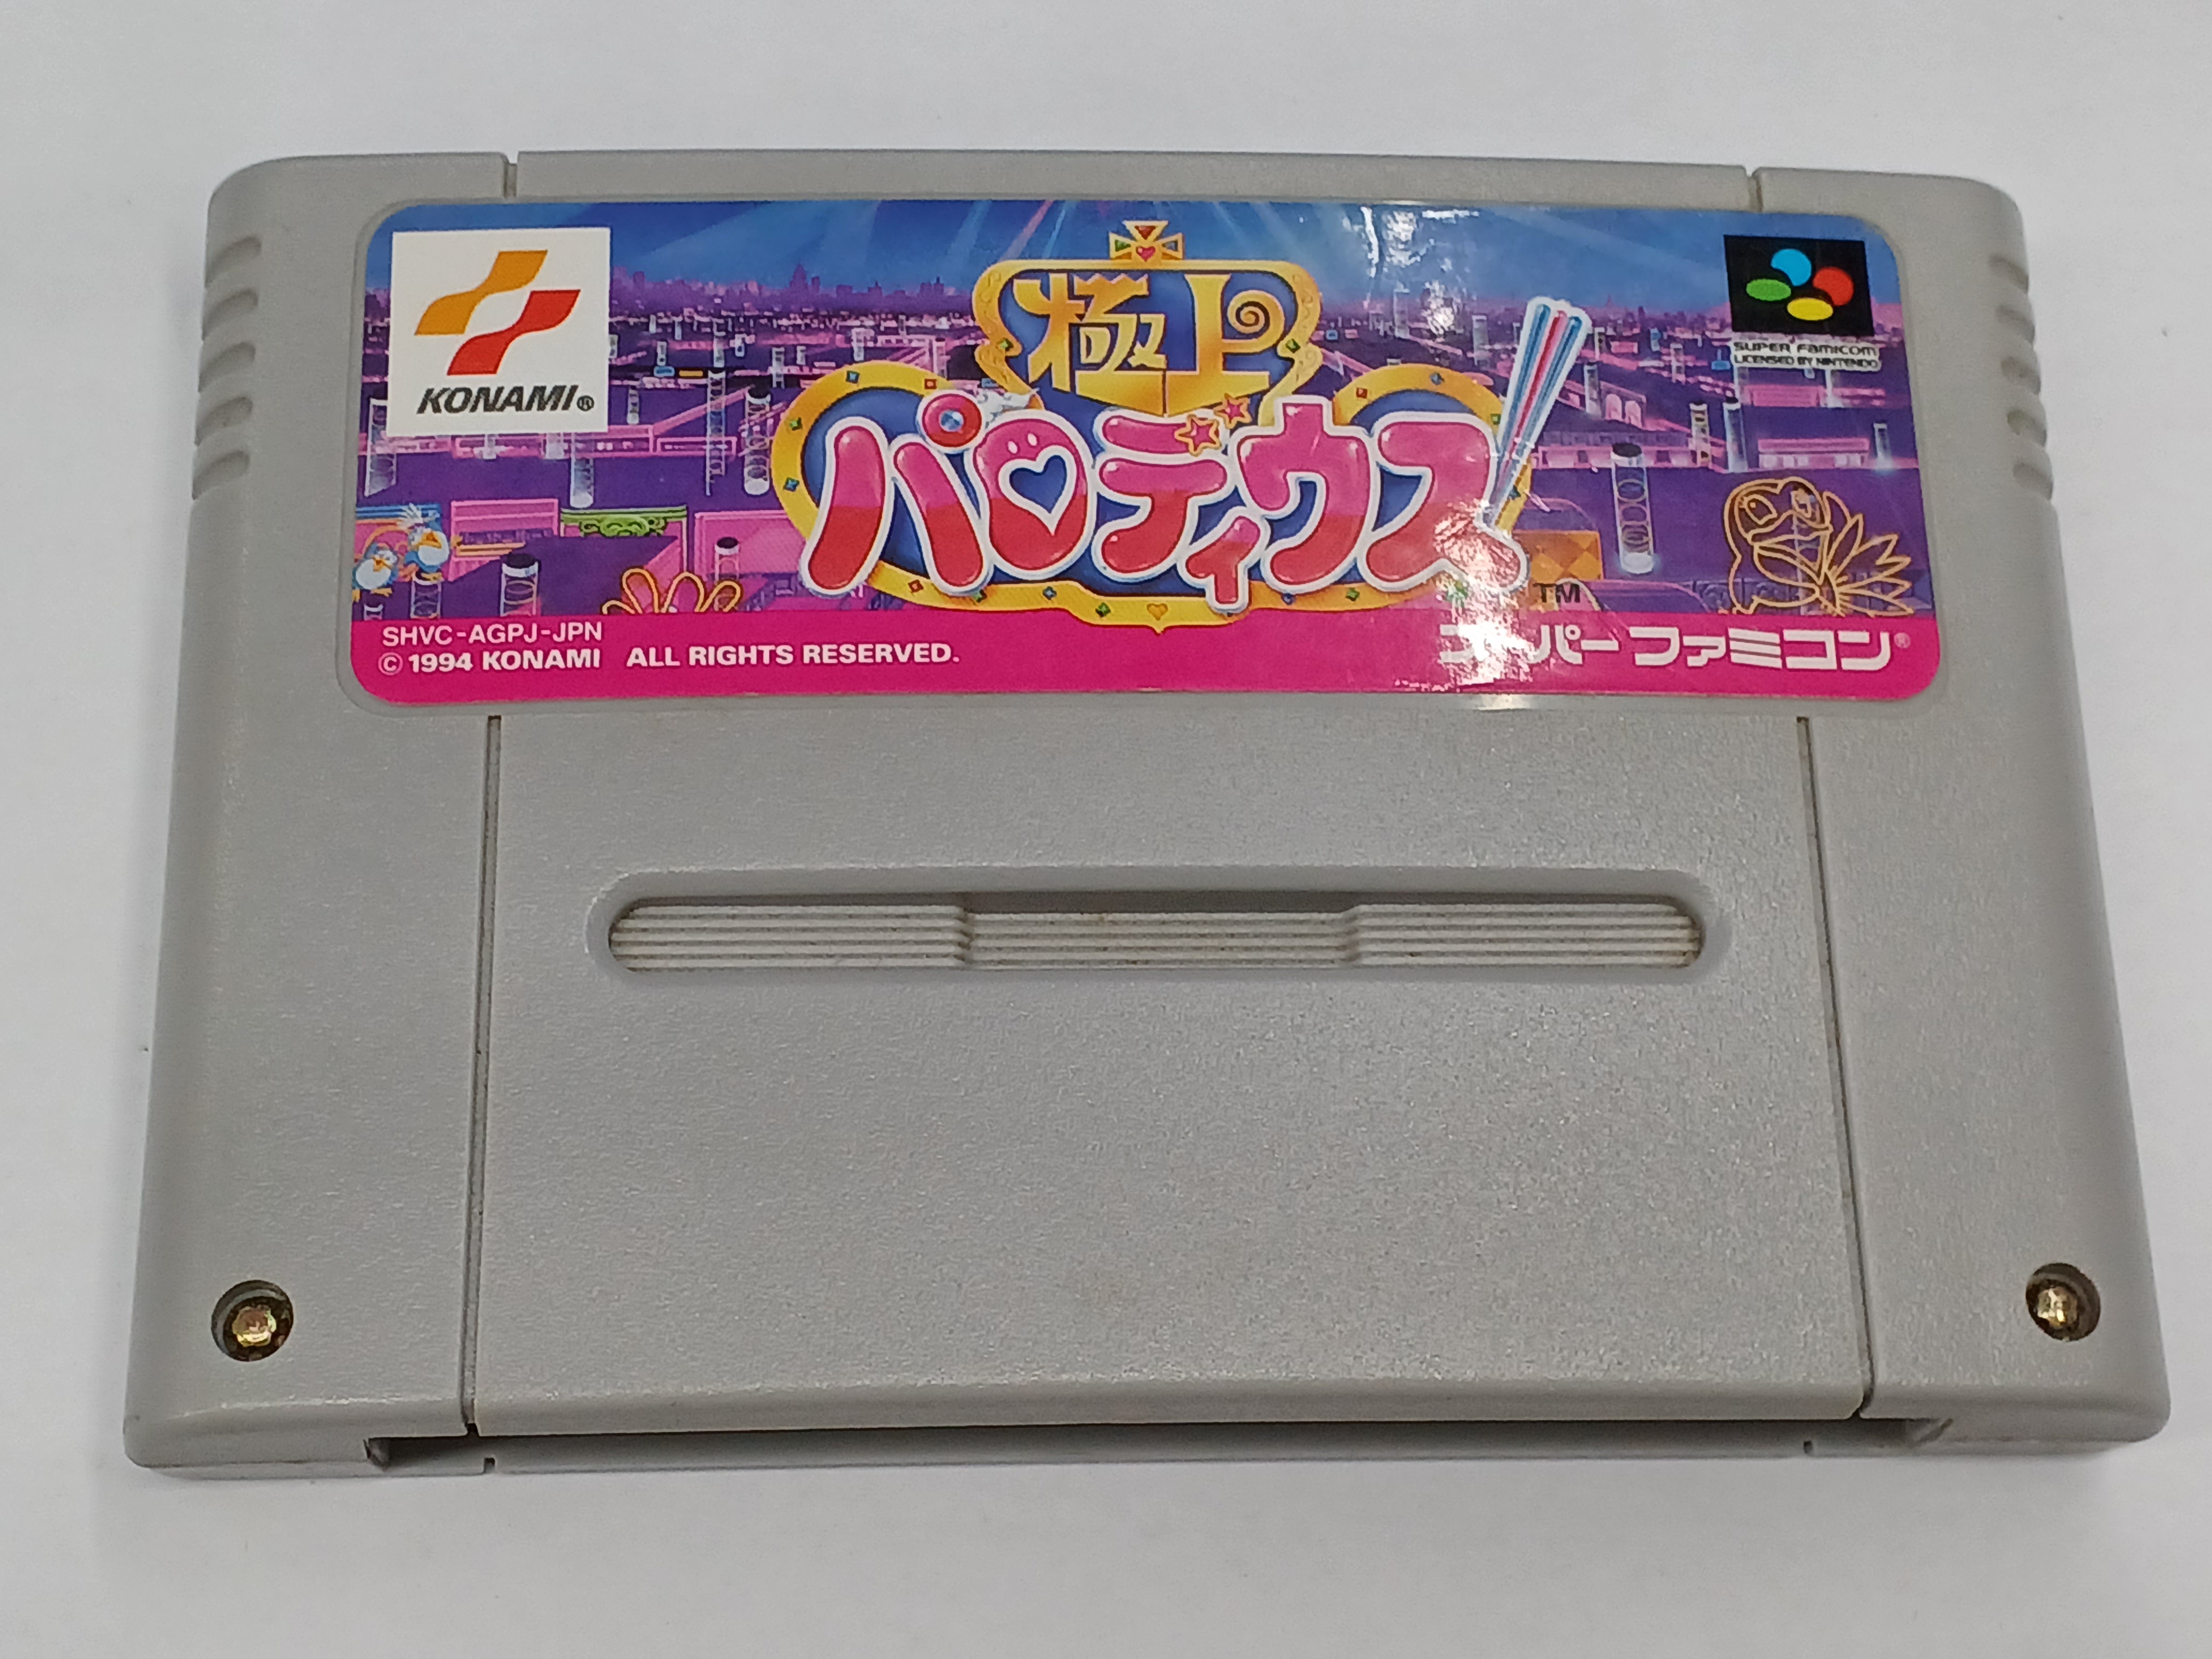 KONAMI®
極上
パロディウス!
TM
SUPER FAMICOM
LICENSED BY NINTENDO
SHVC-AGPJ-JPN
© 1994 KONAMI ALL RIGHTS RESERVED.
スーパーファミコン®